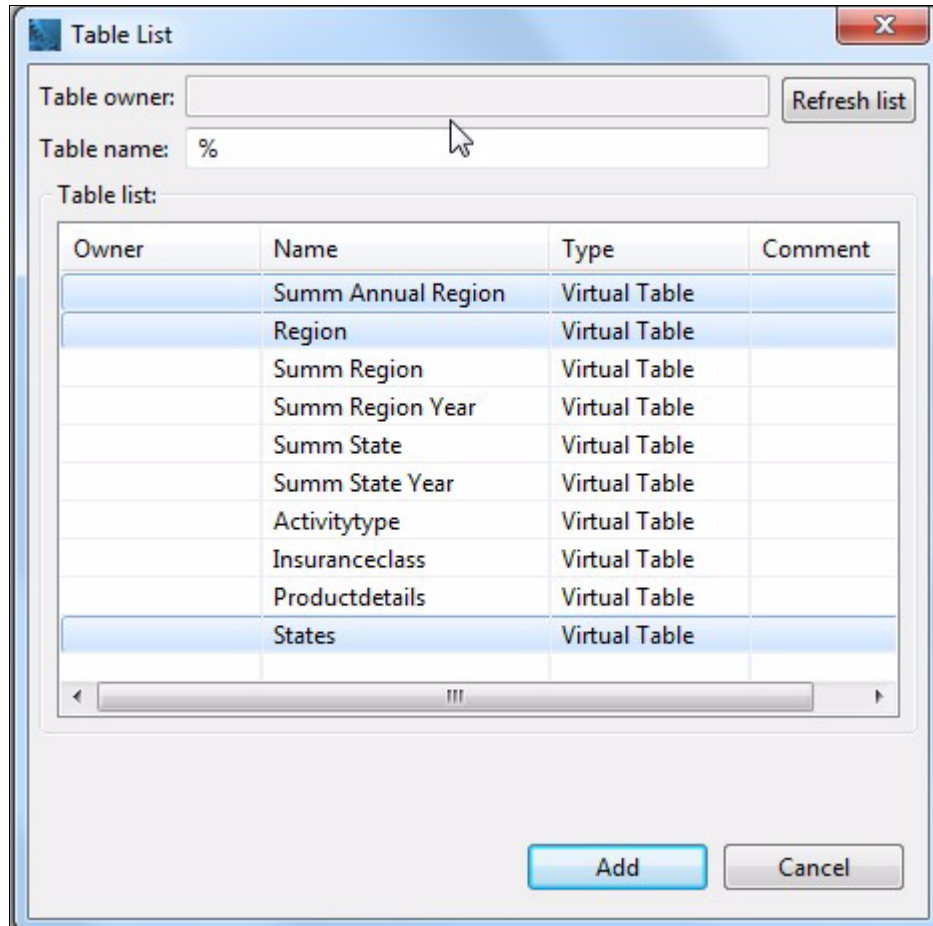 Table List
Table owner:
Refresh list
Table name: %
Table list:
Owner Name Type Comment
Summ Annual Region Virtual Table
Region Virtual Table
Summ Region Virtual Table
Summ Region Year Virtual Table
Summ State Virtual Table
Summ State Year Virtual Table
Activitytype Virtual Table
Insuranceclass Virtual Table
Productdetails Virtual Table
States Virtual Table
Add Cancel